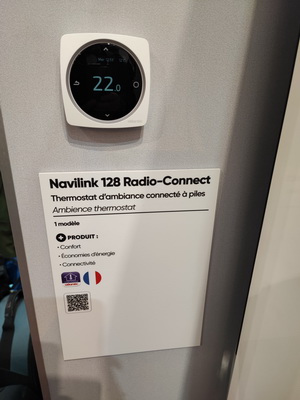 22.0
Navilink 128 Radio-Connect
Thermostat d'ambiance connecté à piles
Ambience thermostat
1 modèle
+ PRODUIT :
• Confort
• Économies d'énergie
• Connectivité